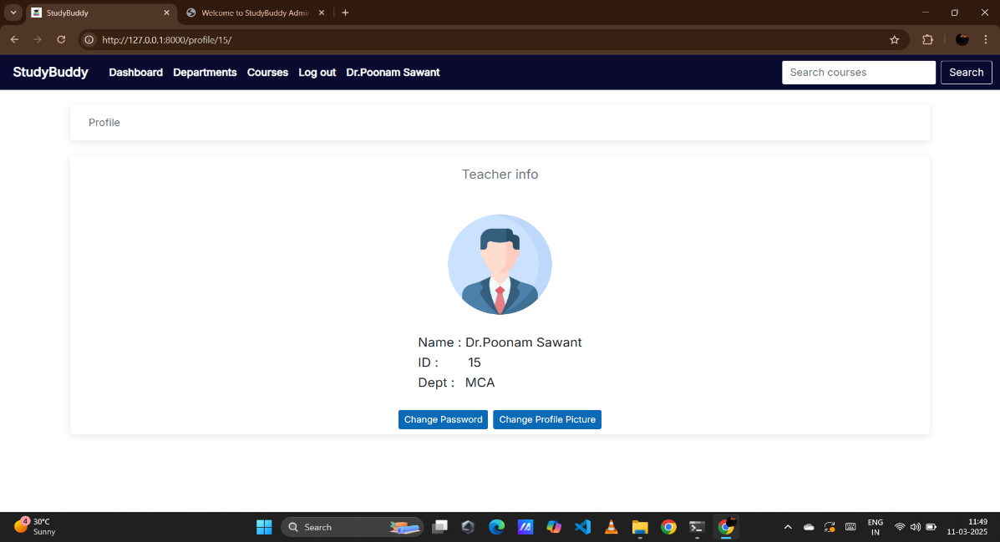 StudyBuddy
Welcome to StudyBuddy Admi
http://127.0.0.1:8000/profile/15/
StudyBuddy Dashboard Departments Courses Log out Dr.Poonam Sawant Search courses Search
Profile
Teacher info
Name : Dr.Poonam Sawant
ID : 15
Dept : MCA
Change Password Change Profile Picture
4 30°C
Sunny
Search
ENG
IN
11:49
11-03-2025